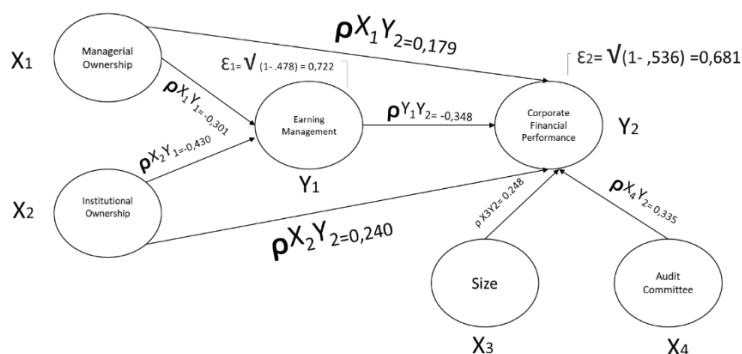 ρX1Y2=0,179
ε1= √ (1- .478) = 0,722
ε2= √(1- ,536) =0,681
X1
Managerial
Ownership
ρX1Y1=-0,301
Earning
Management
Y1
ρY1Y2= -0,348
Corporate
Financial
Performance
Y2
ρX2Y1=-0,430
X2
Institutional
Ownership
ρX2Y2=0,240
ρ X3Y2= 0.248
ρX4Y2=0,335
Size
X3
Audit
Committee
X4